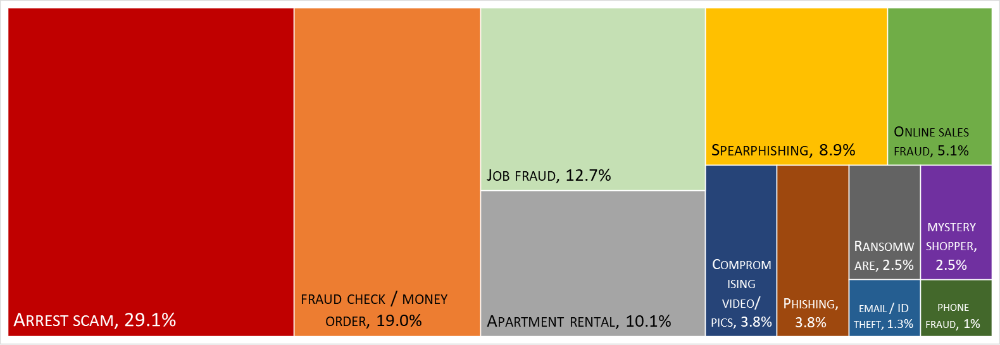 Arrest scam, 29.1%
fraud check / money
order, 19.0%
Job fraud, 12.7%
Apartment rental, 10.1%
Spearphishing, 8.9%
Online sales
fraud, 5.1%
Comprom
ising
video/
pics, 3.8%
Phishing,
3.8%
Ransomw
are, 2.5%
mystery
shopper,
2.5%
email / ID
theft, 1.3%
phone
fraud, 1%